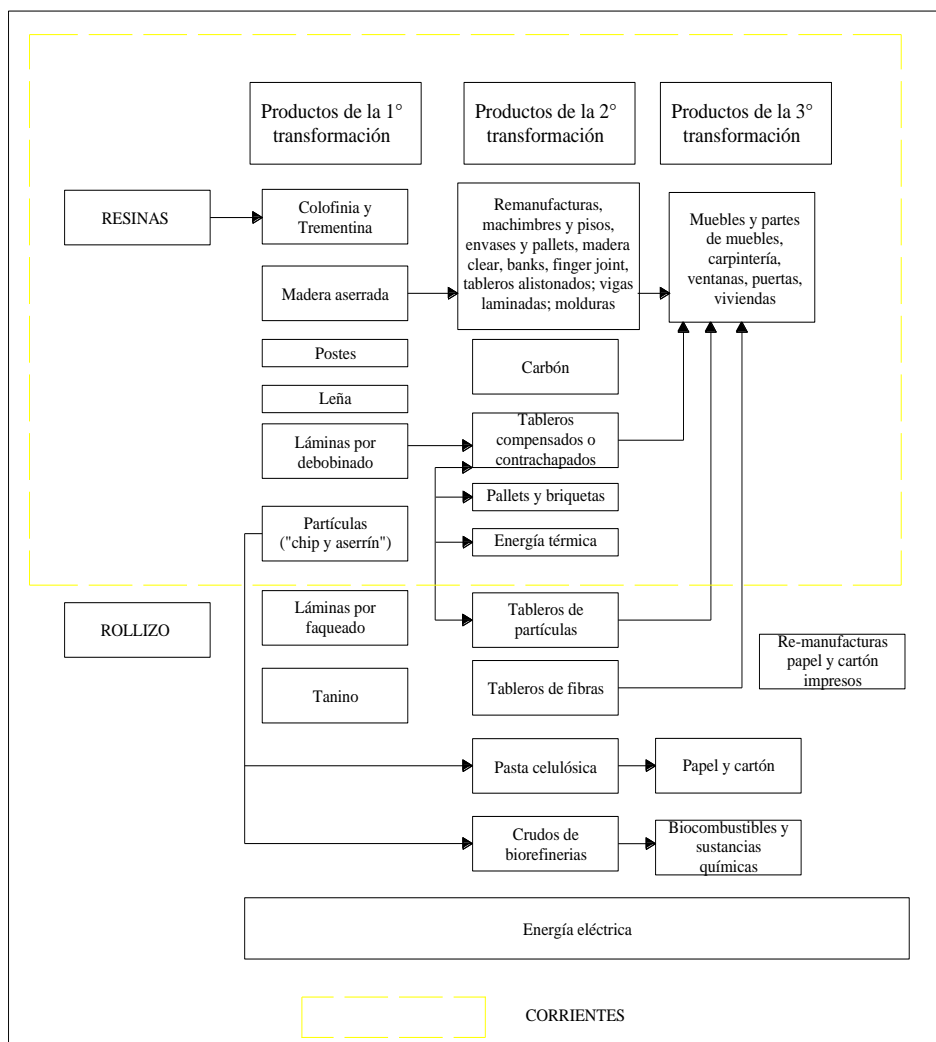 Productos de la 1°
transformación
Productos de la 2°
transformación
Productos de la 3°
transformación
RESINAS
Colofinia y
Trementina
Remanufacturas,
machimbres y pisos,
envases y pallets, madera
clear, banks, finger joint,
tableros alistonados; vigas
laminadas; molduras
Muebles y partes
de muebles,
carpintería,
ventanas, puertas,
viviendas
Madera aserrada
Postes
Carbón
Leña
Láminas por
debobinado
Tableros
compensados o
contrachapados
Pallets y briquetas
Partículas
("chip y aserrín")
Energía térmica
ROLLIZO
Láminas por
faqueado
Tableros de
partículas
Re-manufacturas
papel y cartón
impresos
Tanino
Tableros de fibras
Pasta celulósica
Papel y cartón
Crudos de
biorefinerias
Biocombustibles y
sustancias
químicas
Energía eléctrica
CORRIENTES